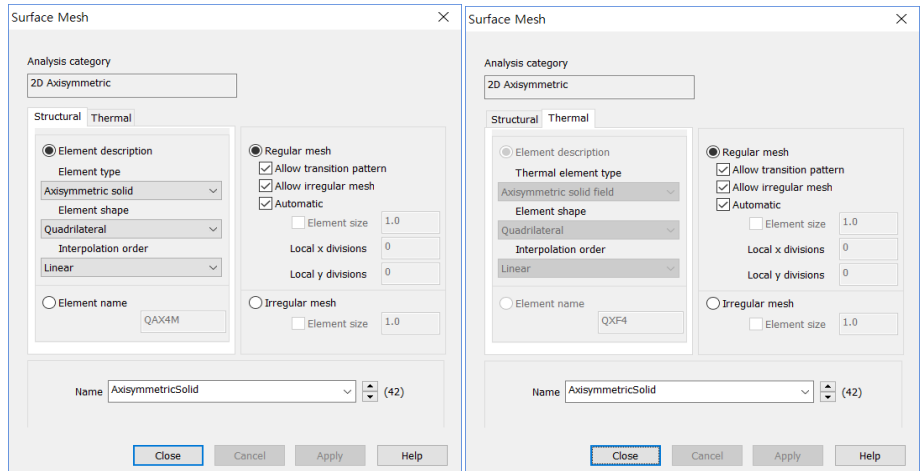 Surface Mesh
Analysis category
2D Axisymmetric
Structural Thermal
Element description
Element type
Axisymmetric solid
Element shape
Quadrilateral
Interpolation order
Linear
Element name
QAX4M
Regular mesh
Allow transition pattern
Allow irregular mesh
Automatic
Element size 1.0
Local x divisions 0
Local y divisions 0
Irregular mesh
Element size 1.0
Name AxisymmetricSolid (42)
Close Cancel Apply Help
Surface Mesh
Analysis category
2D Axisymmetric
Structural Thermal
Element description
Thermal element type
Axisymmetric solid field
Element shape
Quadrilateral
Interpolation order
Linear
Element name
QXF4
Regular mesh
Allow transition pattern
Allow irregular mesh
Automatic
Element size 1.0
Local x divisions 0
Local y divisions 0
Irregular mesh
Element size 1.0
Name AxisymmetricSolid (42)
Close Cancel Apply Help